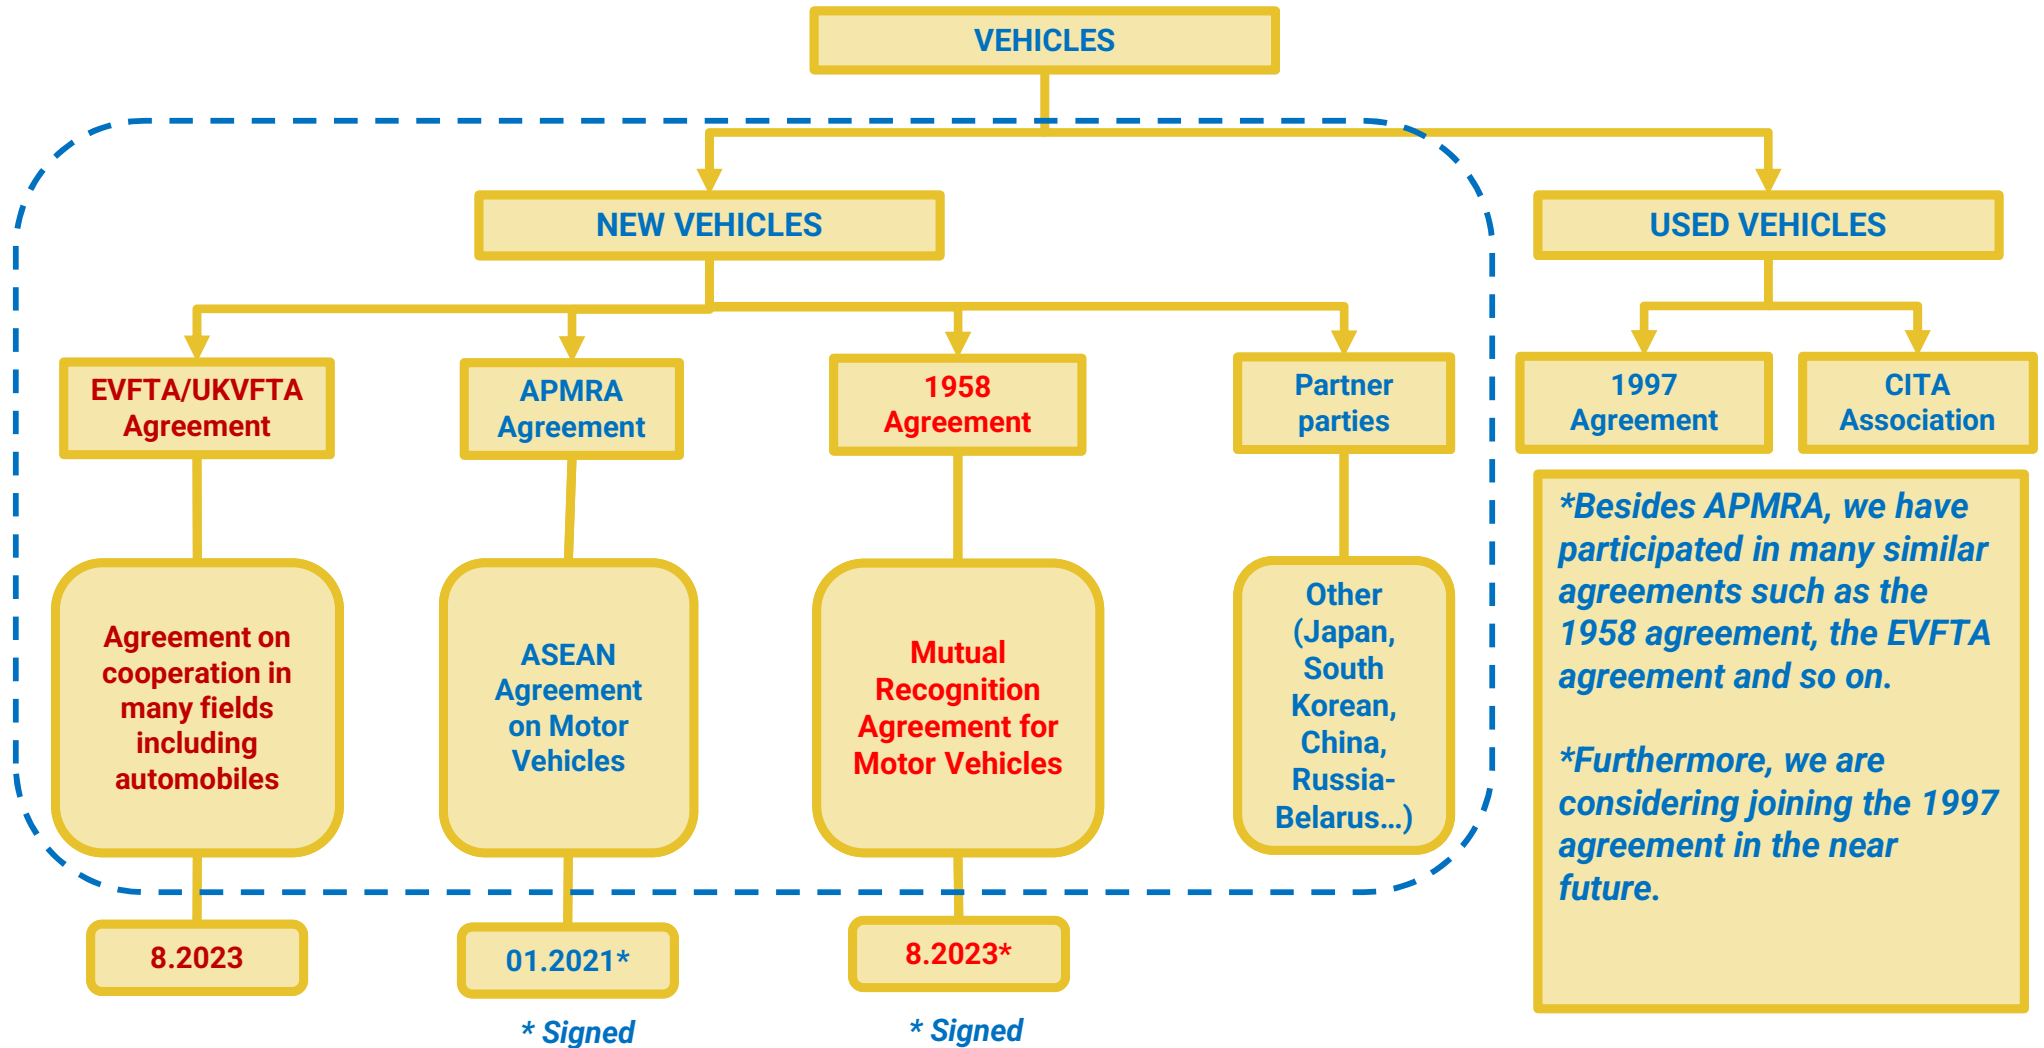 VEHICLES
NEW VEHICLES
USED VEHICLES
EVFTA/UKVFTA
Agreement
APMRA
Agreement
1958
Agreement
Partner
parties
1997
Agreement
CITA
Association
Agreement on
cooperation in
many fields
including
automobiles
ASEAN
Agreement
on Motor
Vehicles
Mutual
Recognition
Agreement for
Motor Vehicles
Other
(Japan,
South
Korean,
China,
Russia-
Belarus...)
*Besides APMRA, we have
participated in many similar
agreements such as the
1958 agreement, the EVFTA
agreement and so on.
*Furthermore, we are
considering joining the 1997
agreement in the near
future.
8.2023
01.2021*
8.2023*
* Signed
* Signed